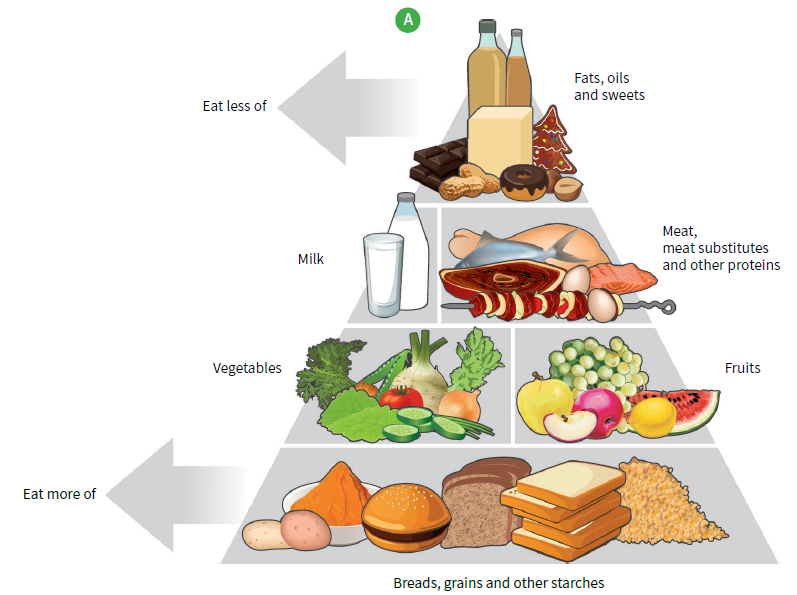 A
Fats, oils
and sweets
Eat less of
Meat,
meat substitutes
and other proteins
Milk
Vegetables
Fruits
Eat more of
Breads, grains and other starches